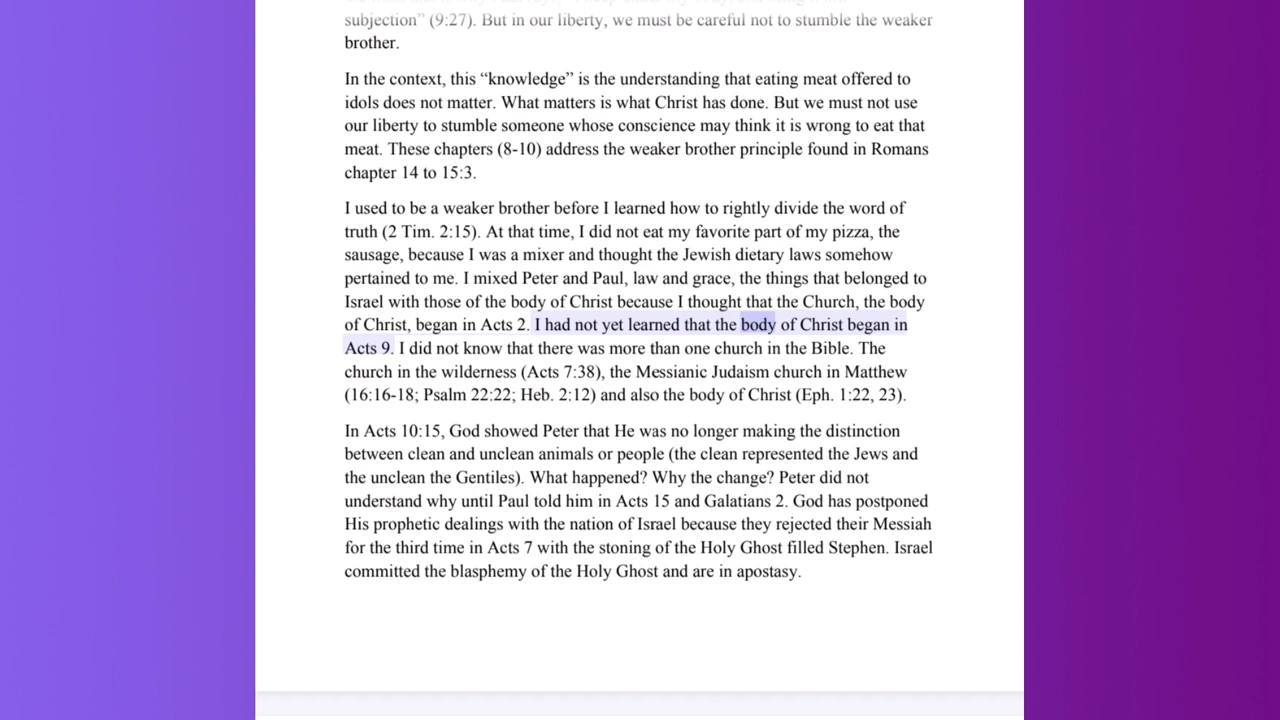 subjection” (9:27). But in our liberty, we must be careful not to stumble the weaker
brother.
In the context, this “knowledge” is the understanding that eating meat offered to
idols does not matter. What matters is what Christ has done. But we must not use
our liberty to stumble someone whose conscience may think it is wrong to eat that
meat. These chapters (8-10) address the weaker brother principle found in Romans
chapter 14 to 15:3.
I used to be a weaker brother before I learned how to rightly divide the word of
truth (2 Tim. 2:15). At that time, I did not eat my favorite part of my pizza, the
sausage, because I was a mixer and thought the Jewish dietary laws somehow
pertained to me. I mixed Peter and Paul, law and grace, the things that belonged to
Israel with those of the body of Christ because I thought that the Church, the body
of Christ, began in Acts 2. I had not yet learned that the body of Christ began in
Acts 9. I did not know that there was more than one church in the Bible. The
church in the wilderness (Acts 7:38), the Messianic Judaism church in Matthew
(16:16-18; Psalm 22:22; Heb. 2:12) and also the body of Christ (Eph. 1:22, 23).
In Acts 10:15, God showed Peter that He was no longer making the distinction
between clean and unclean animals or people (the clean represented the Jews and
the unclean the Gentiles). What happened? Why the change? Peter did not
understand why until Paul told him in Acts 15 and Galatians 2. God has postponed
His prophetic dealings with the nation of Israel because they rejected their Messiah
for the third time in Acts 7 with the stoning of the Holy Ghost filled Stephen. Israel
committed the blasphemy of the Holy Ghost and are in apostasy.